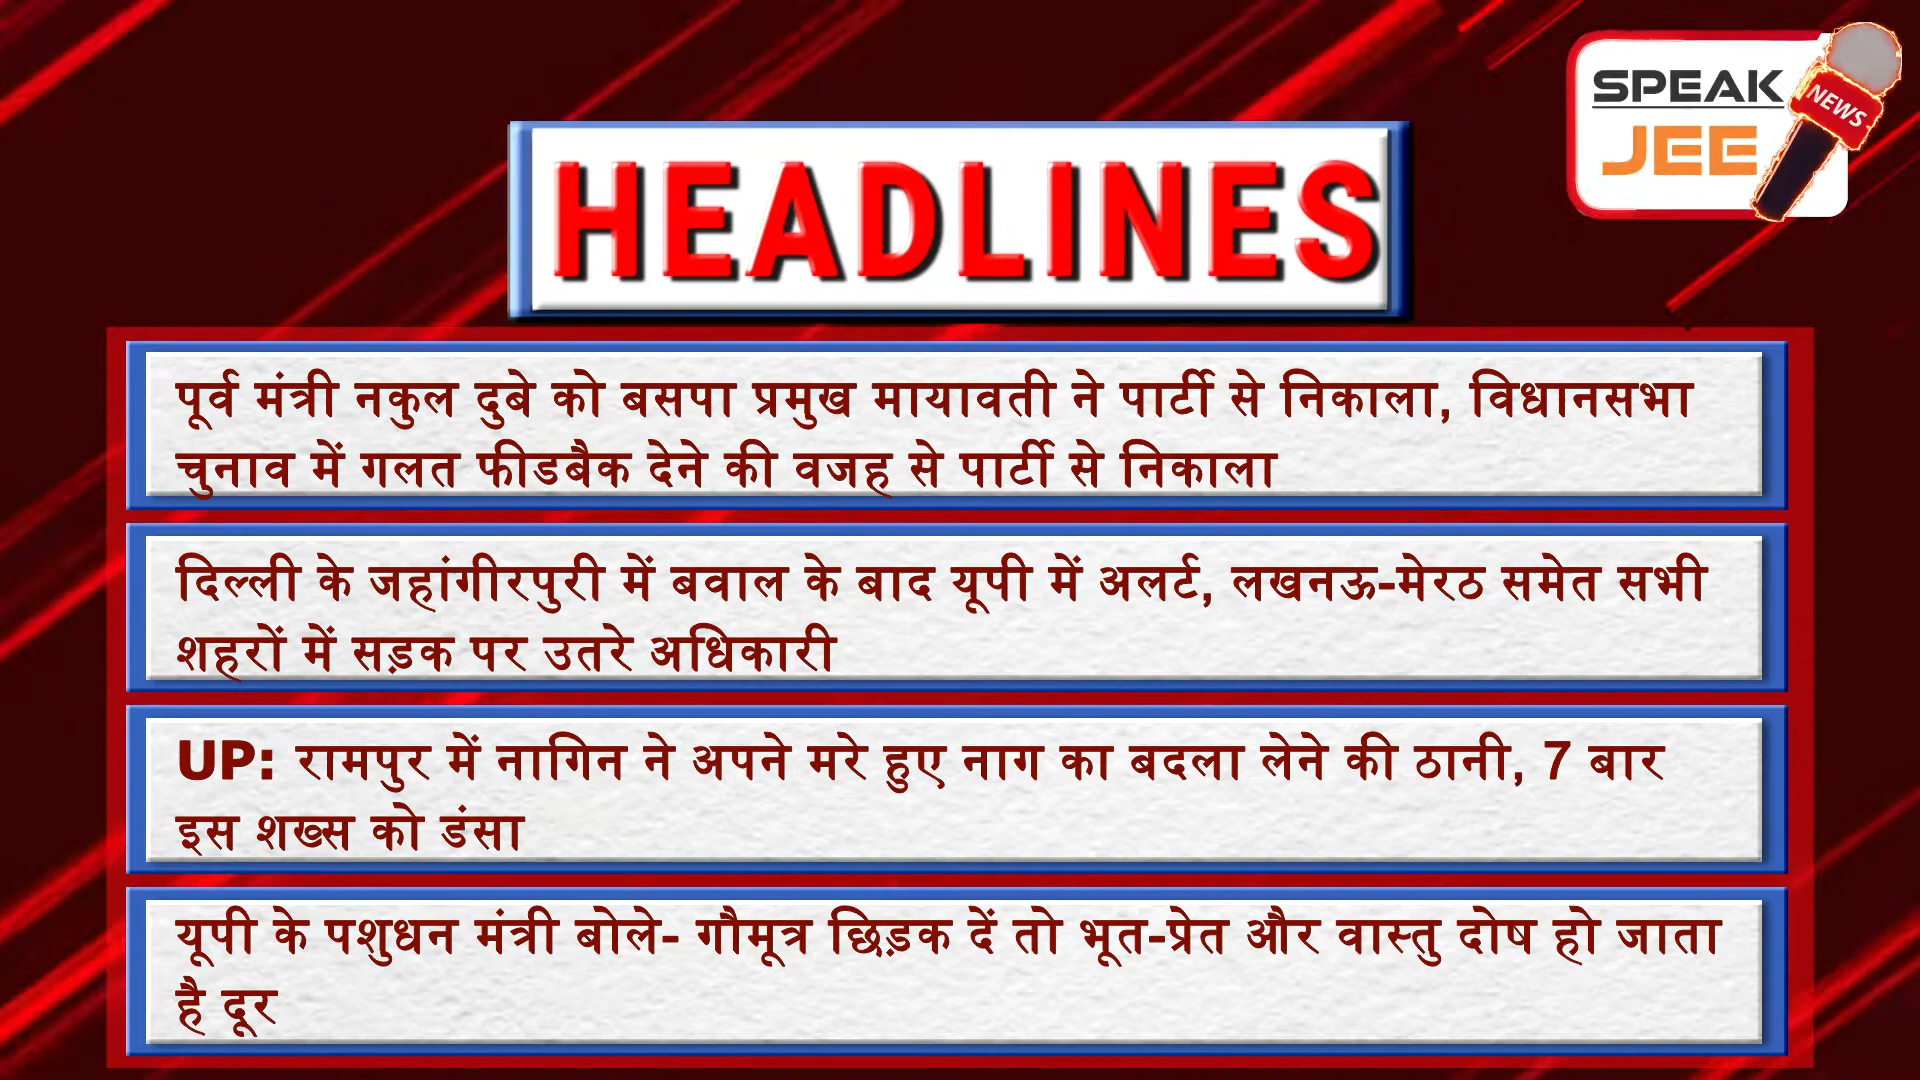 SPEAK
JEE
NEWS
HEADLINES
पूर्व मंत्री नकुल दुबे को बसपा प्रमुख मायावती ने पार्टी से निकाला, विधानसभा
चुनाव में गलत फीडबैक देने की वजह से पार्टी से निकाला
दिल्ली के जहांगीरपुरी में बवाल के बाद यूपी में अलर्ट, लखनऊ-मेरठ समेत सभी
शहरों में सड़क पर उतरे अधिकारी
UP: रामपुर में नागिन ने अपने मरे हुए नाग का बदला लेने की ठानी, 7 बार
इस शख्स को डंसा
यूपी के पशुधन मंत्री बोले- गौमूत्र छिड़क दें तो भूत-प्रेत और वास्तु दोष हो जाता
है दूर